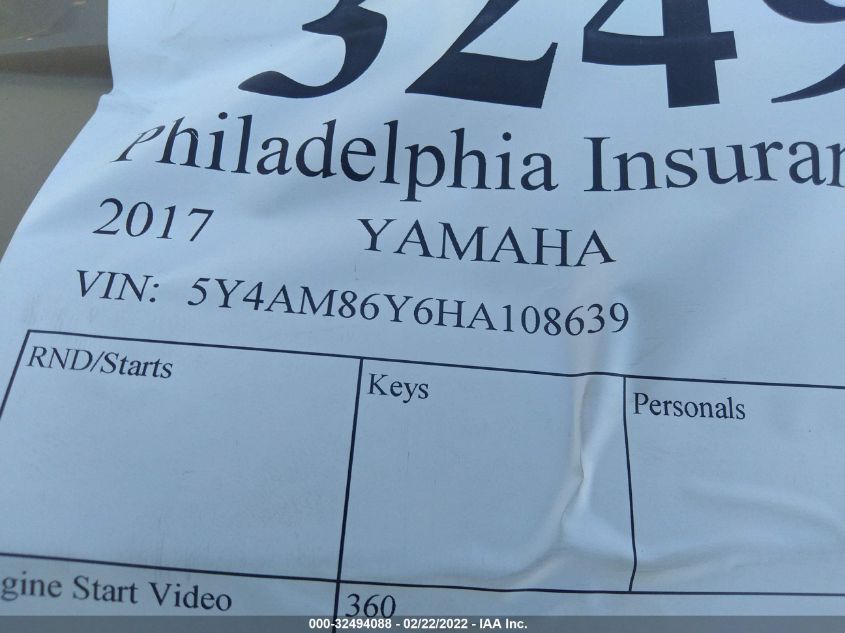 3249
Philadelphia Insuran
2017 YAMAHA
VIN: 5Y4AM86Y6HA108639
RND/Starts Keys Personals
gine Start Video 360
000-32494088 - 02/22/2022 - IAA Inc.